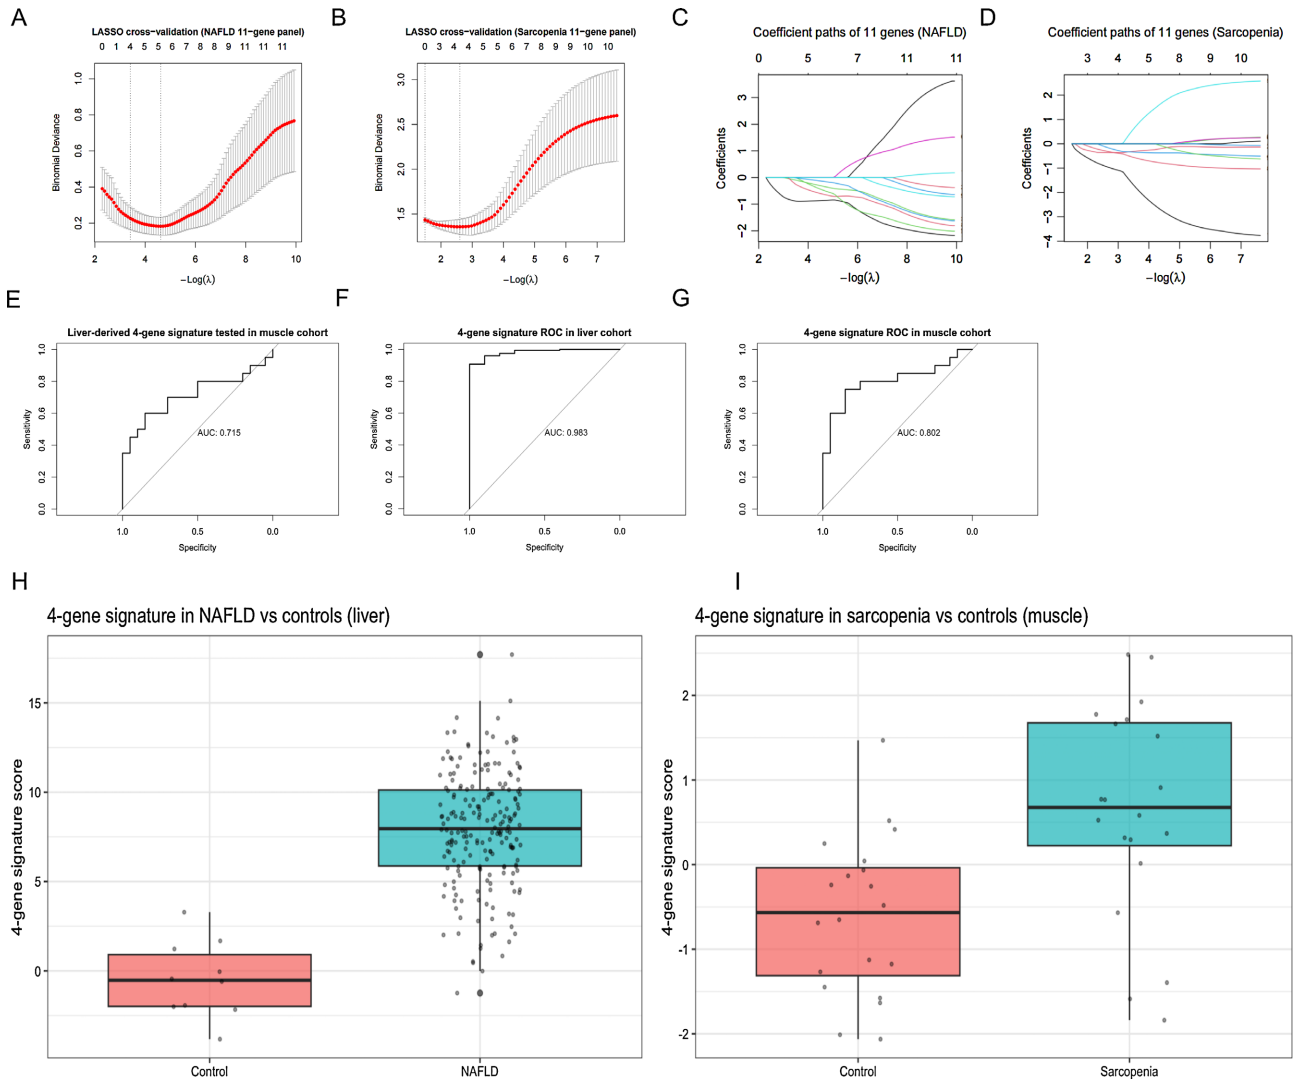 A
LASSO cross-validation (NAFLD 11-gene panel)
0 1 4 4 5 7 8 9 11 11 11
Binomial Deviance
1.0
0.8
0.6
0.4
0.2
2 4 6 8 10
−Log(λ)
B
LASSO cross-validation (Sarcopenia 11-gene panel)
0 3 4 4 5 5 6 8 9 10 10
Binomial Deviance
3.0
2.5
2.0
1.5
2 3 4 5 6 7
−Log(λ)
C
Coefficient paths of 11 genes (NAFLD)
0 5 7 11 11
Coefficients
3
2
1
0
−1
−2
2 4 6 8 10
−log(λ)
D
Coefficient paths of 11 genes (Sarcopenia)
3 4 5 8 9 10
Coefficients
2
1
0
−1
−2
−3
−4
2 3 4 5 6 7
−log(λ)
E
Liver-derived 4-gene signature tested in muscle cohort
Sensitivity
1.0
0.8
0.6
0.4
0.2
0.0
AUC: 0.715
1.0 0.5 0.0
Specificity
F
4-gene signature ROC in liver cohort
Sensitivity
1.0
0.8
0.6
0.4
0.2
0.0
AUC: 0.983
1.0 0.5 0.0
Specificity
G
4-gene signature ROC in muscle cohort
Sensitivity
1.0
0.8
0.6
0.4
0.2
0.0
AUC: 0.802
1.0 0.5 0.0
Specificity
H
4-gene signature in NAFLD vs controls (liver)
4-gene signature score
15
10
5
0
Control NAFLD
I
4-gene signature in sarcopenia vs controls (muscle)
4-gene signature score
2
1
0
-1
-2
Control Sarcopenia